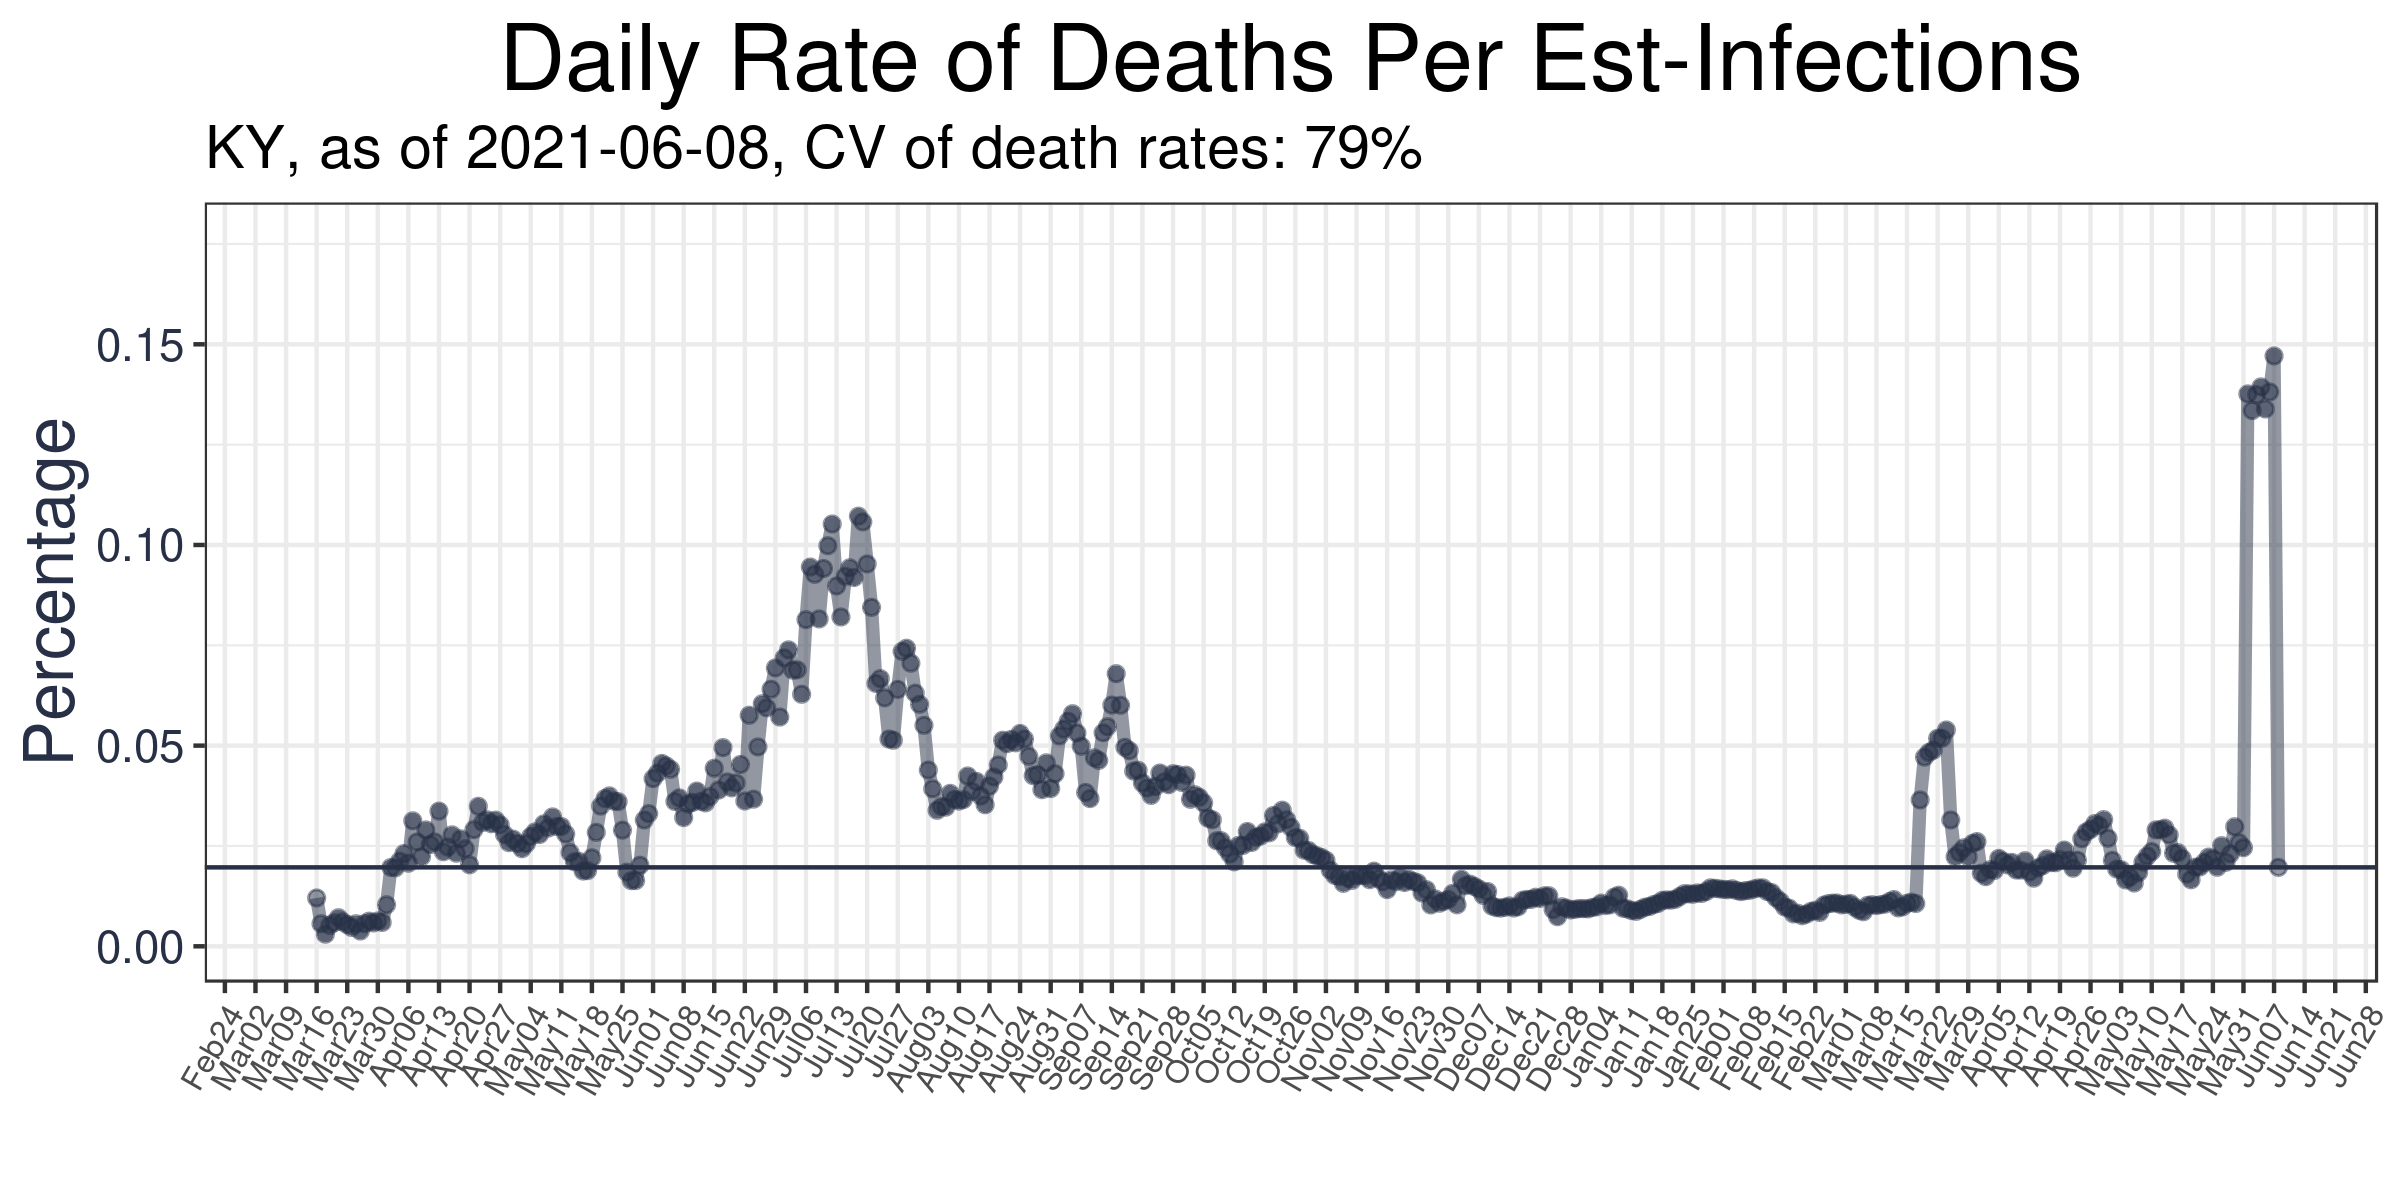 Daily Rate of Deaths Per Est-Infections
KY, as of 2021-06-08, CV of death rates: 79%
Percentage
0.15
0.10
0.05
0.00
Feb24 Mar02 Mar09 Mar16 Mar23 Mar30 Apr06 Apr13 Apr20 Apr27 May04 May11 May18 May25 Jun01 Jun08 Jun15 Jun22 Jun29 Jul06 Jul13 Jul20 Jul27 Aug03 Aug10 Aug17 Aug24 Aug31 Sep07 Sep14 Sep21 Sep28 Oct05 Oct12 Oct19 Oct26 Nov02 Nov09 Nov16 Nov23 Nov30 Dec07 Dec14 Dec21 Dec28 Jan04 Jan11 Jan18 Jan25 Feb01 Feb08 Feb15 Feb22 Mar01 Mar08 Mar15 Mar22 Mar29 Apr05 Apr12 Apr19 Apr26 May03 May10 May17 May24 May31 Jun07 Jun14 Jun21 Jun28